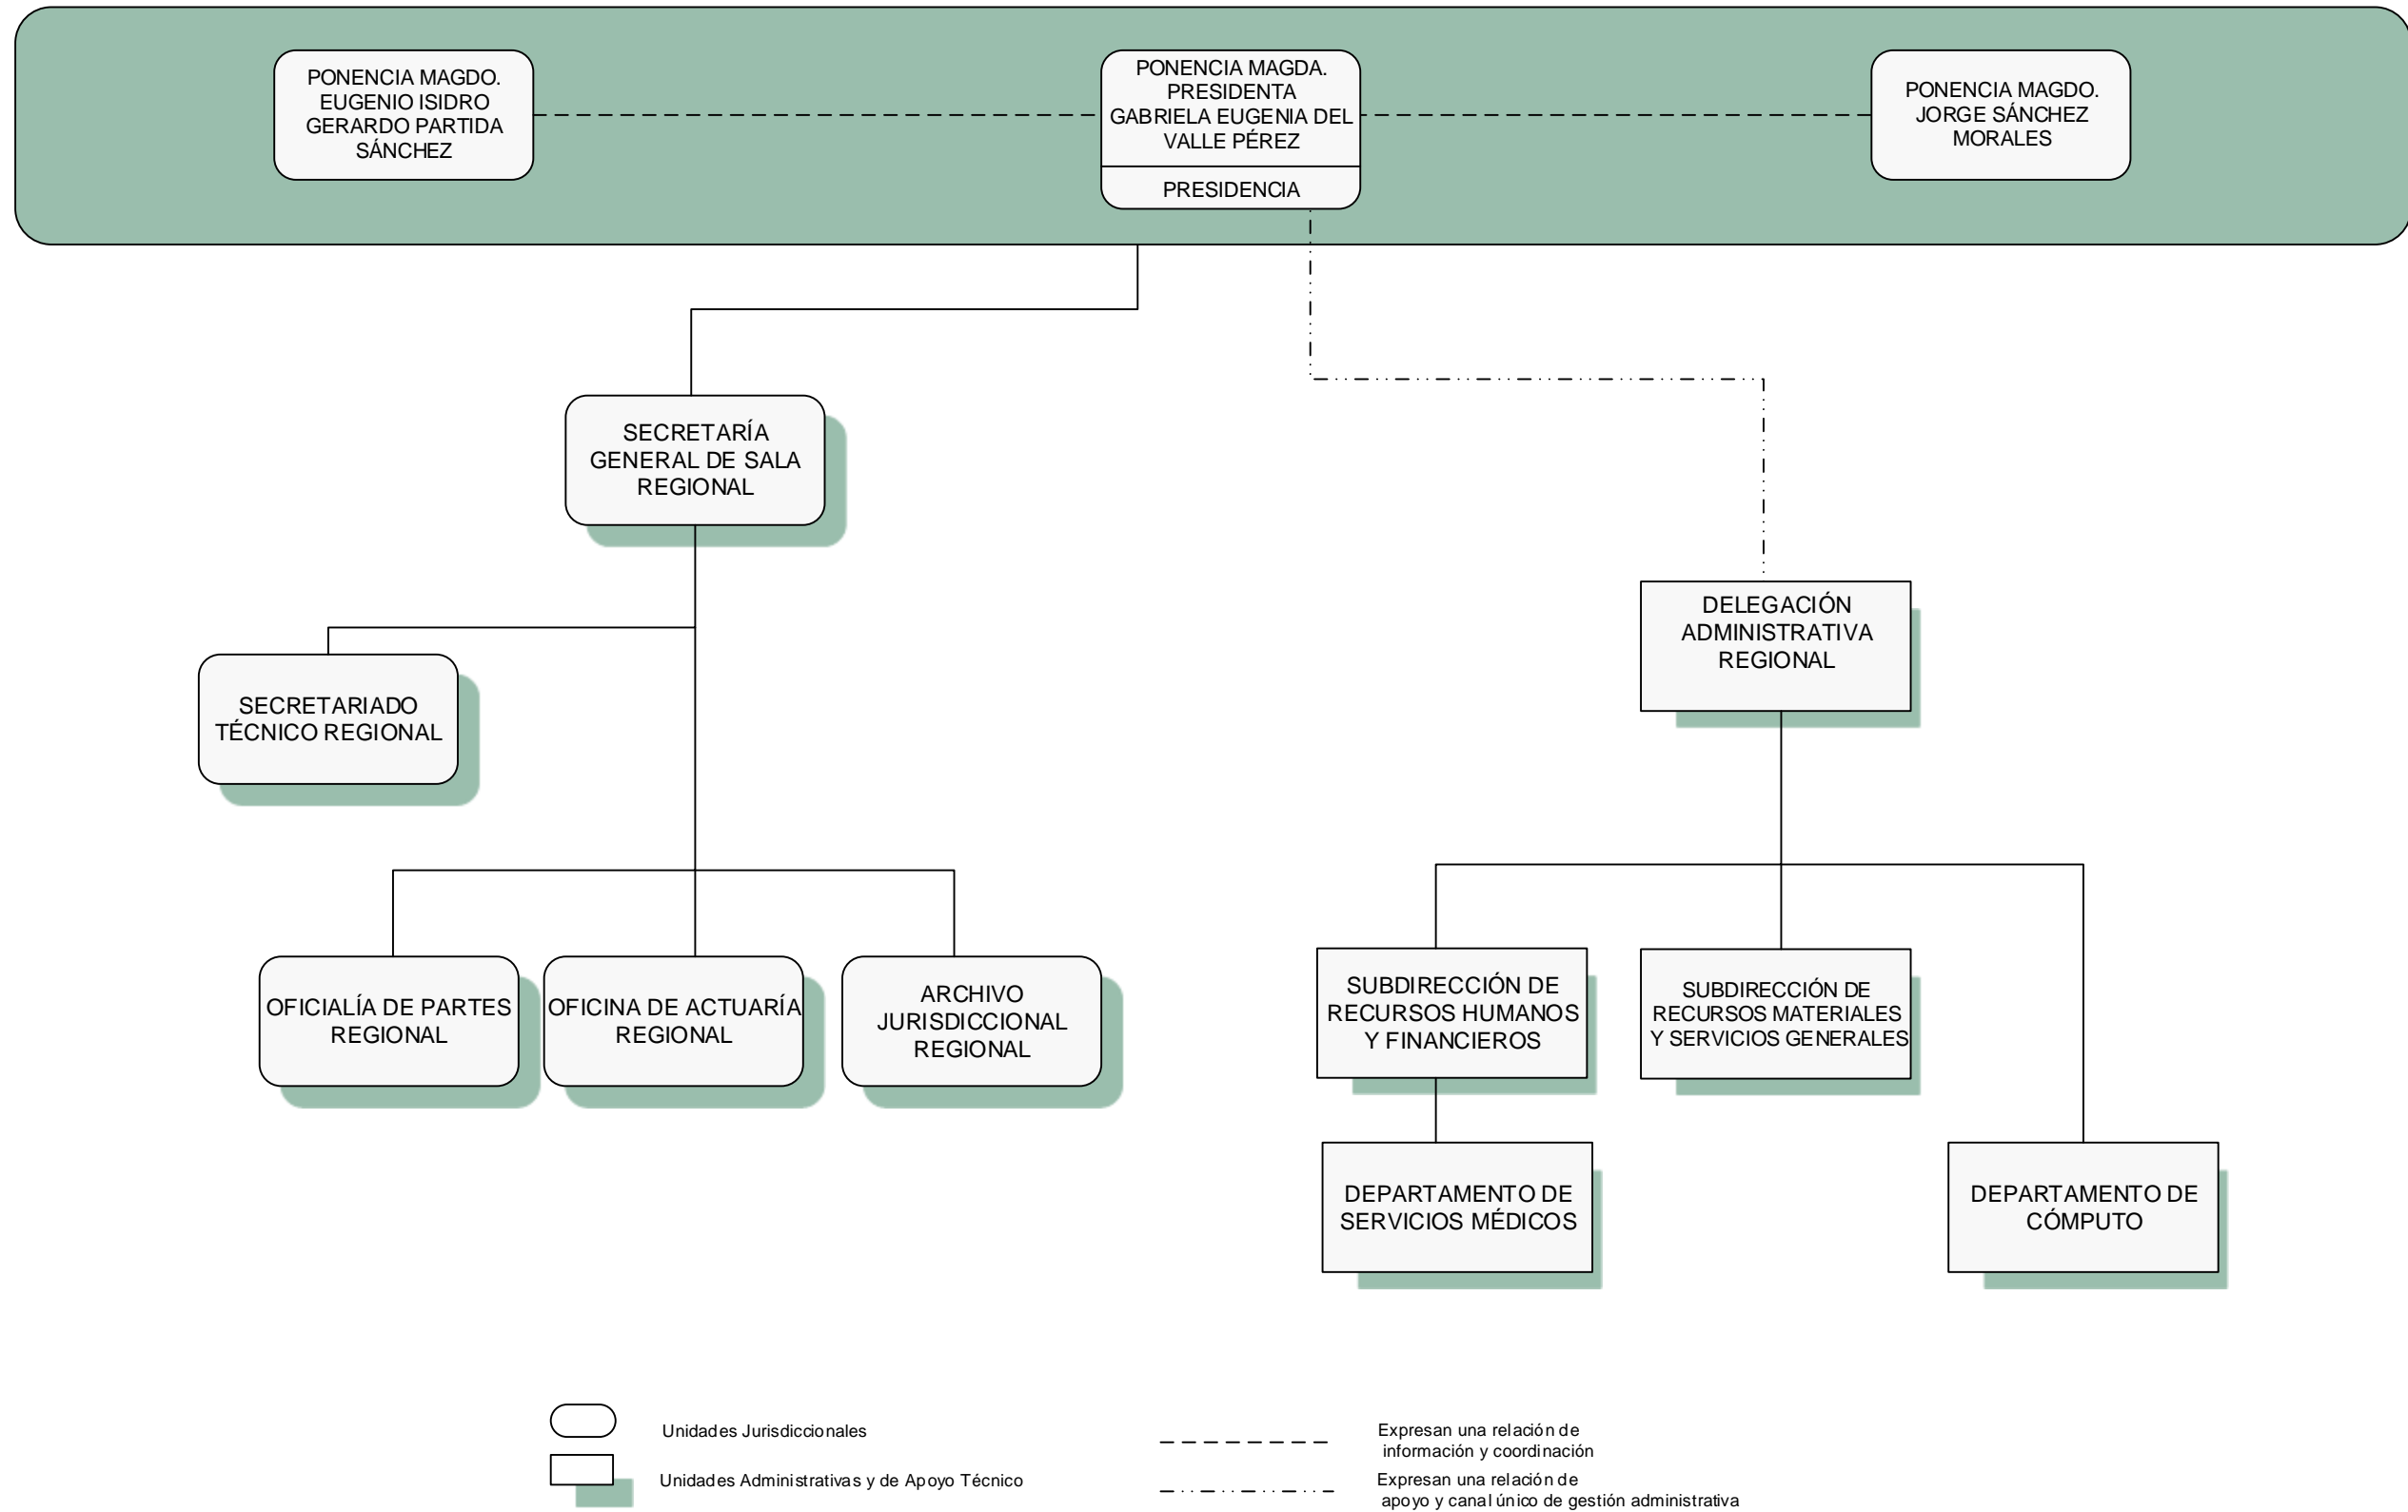 PONENCIA MAGDO.
EUGENIO ISIDRO
GERARDO PARTIDA
SÁNCHEZ
PONENCIA MAGDA.
PRESIDENTA
GABRIELA EUGENIA DEL
VALLE PÉREZ
PRESIDENCIA
PONENCIA MAGDO.
JORGE SÁNCHEZ
MORALES
SECRETARÍA
GENERAL DE SALA
REGIONAL
DELEGACIÓN
ADMINISTRATIVA
REGIONAL
SECRETARIADO
TÉCNICO REGIONAL
OFICIALÍA DE PARTES
REGIONAL
OFICINA DE ACTUARÍA
REGIONAL
ARCHIVO
JURISDICCIONAL
REGIONAL
SUBDIRECCIÓN DE
RECURSOS HUMANOS
Y FINANCIEROS
SUBDIRECCIÓN DE
RECURSOS MATERIALES
Y SERVICIOS GENERALES
DEPARTAMENTO DE
SERVICIOS MÉDICOS
DEPARTAMENTO DE
CÓMPUTO
Unidades Jurisdiccionales
Unidades Administrativas y de Apoyo Técnico
Expresan una relación de
información y coordinación
Expresan una relación de
apoyo y canal único de gestión administrativa